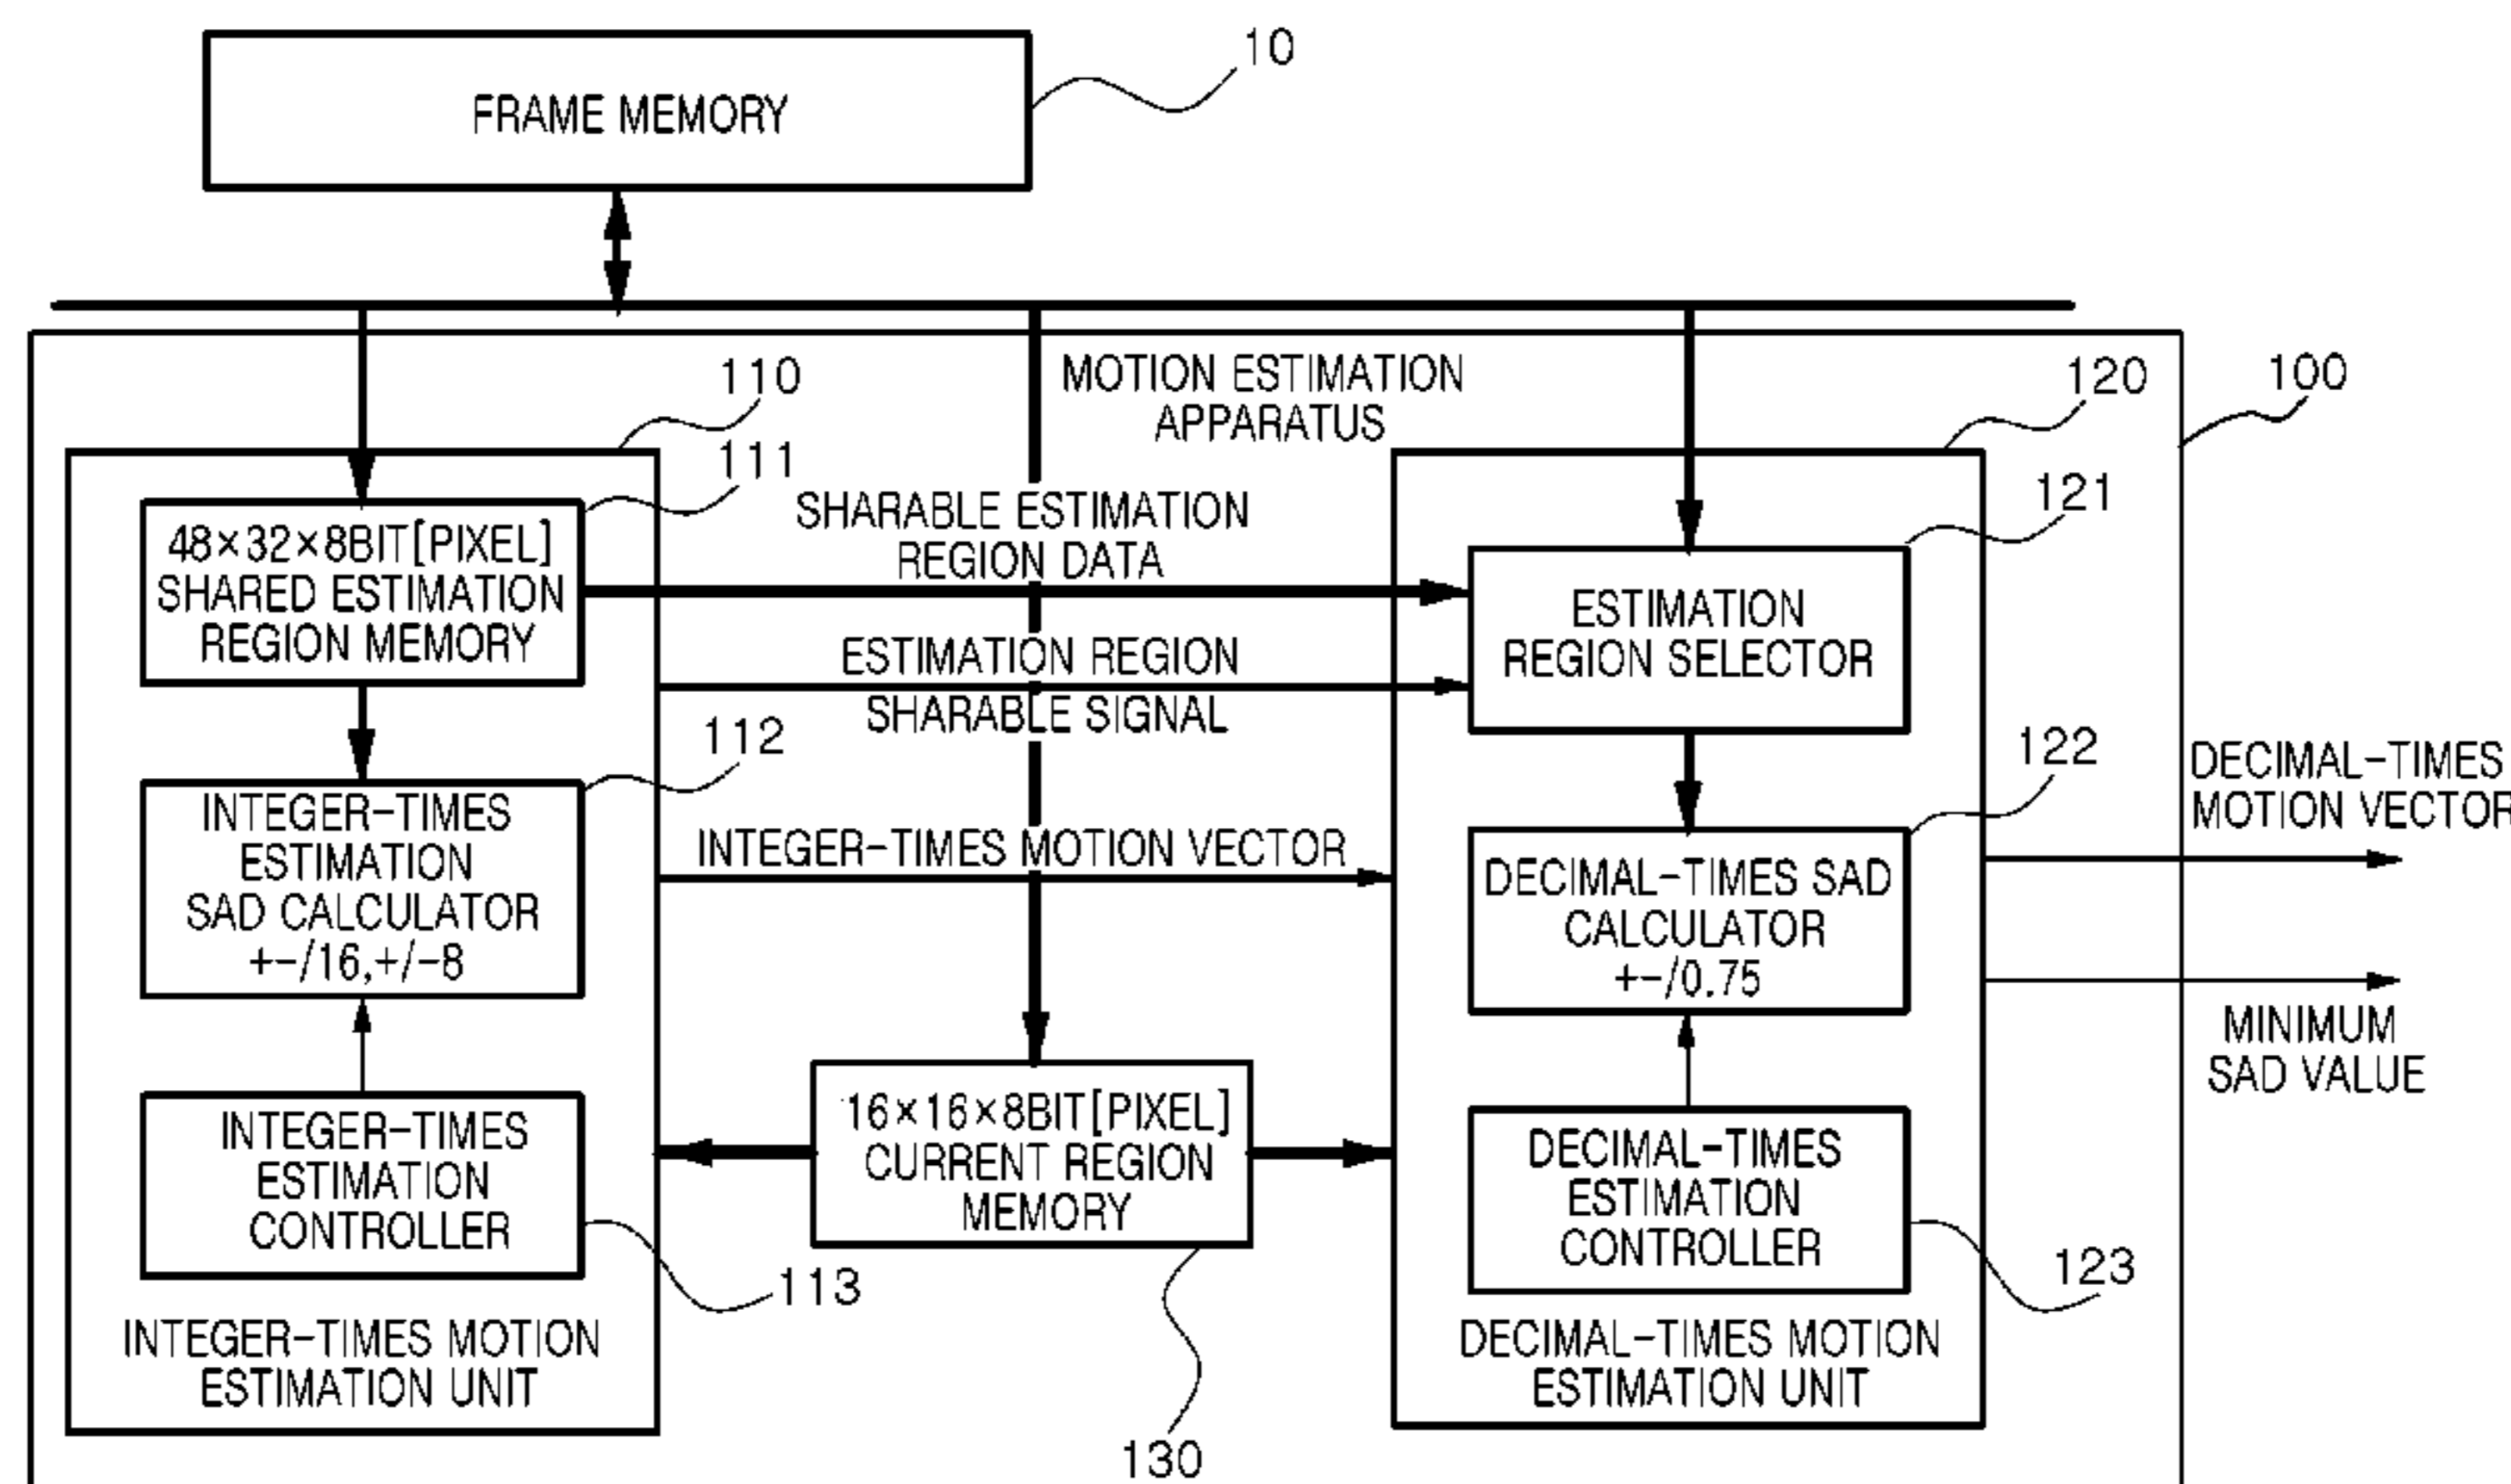 10
FRAME MEMORY
MOTION ESTIMATION
APPARATUS
100
110
111
48×32×8BIT[PIXEL]
SHARED ESTIMATION
REGION MEMORY
112
INTEGER-TIMES
ESTIMATION
SAD CALCULATOR
+-/16,+/-8
INTEGER-TIMES
ESTIMATION
CONTROLLER
113
INTEGER-TIMES MOTION
ESTIMATION UNIT
SHARABLE ESTIMATION
REGION DATA
ESTIMATION REGION
SHARABLE SIGNAL
INTEGER-TIMES MOTION VECTOR
16×16×8BIT[PIXEL]
CURRENT REGION
MEMORY
130
120
121
ESTIMATION
REGION SELECTOR
122
DECIMAL-TIMES SAD
CALCULATOR
+-/0.75
DECIMAL-TIMES
ESTIMATION
CONTROLLER
123
DECIMAL-TIMES MOTION
ESTIMATION UNIT
DECIMAL-TIMES
MOTION VECTOR
MINIMUM
SAD VALUE